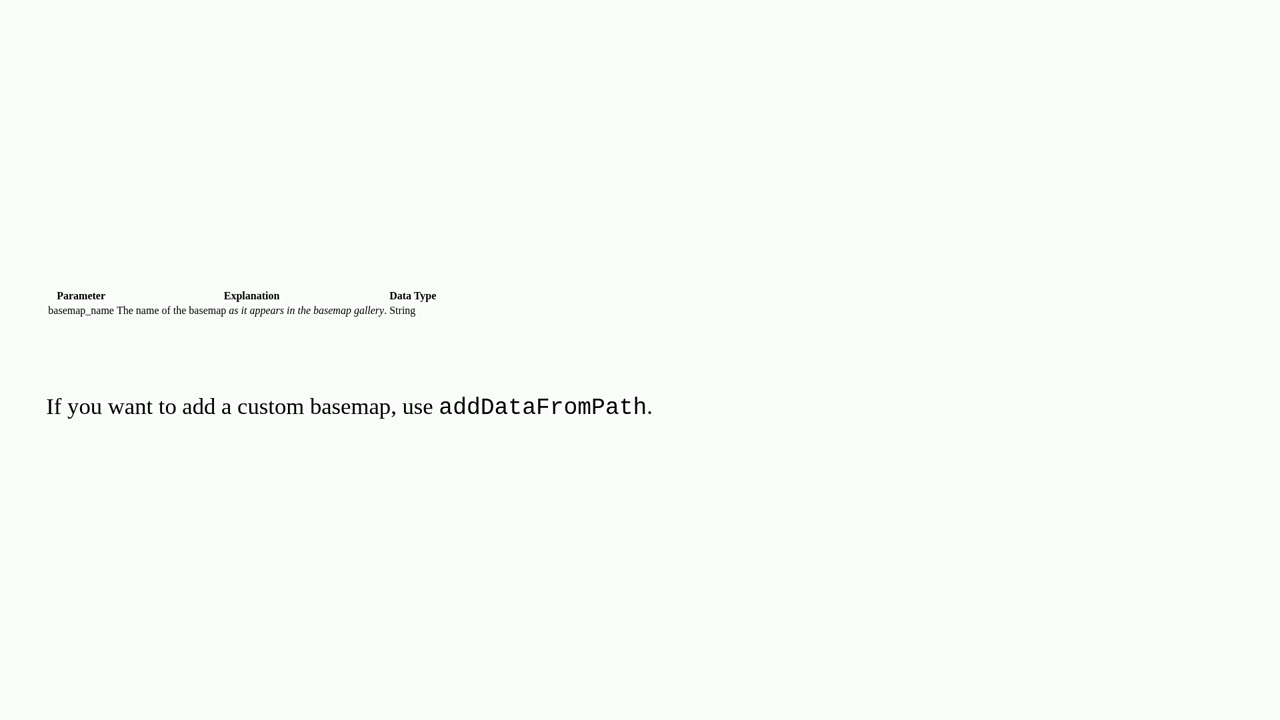 Parameter Explanation Data Type
basemap_name The name of the basemap as it appears in the basemap gallery. String
If you want to add a custom basemap, use addDataFromPath.